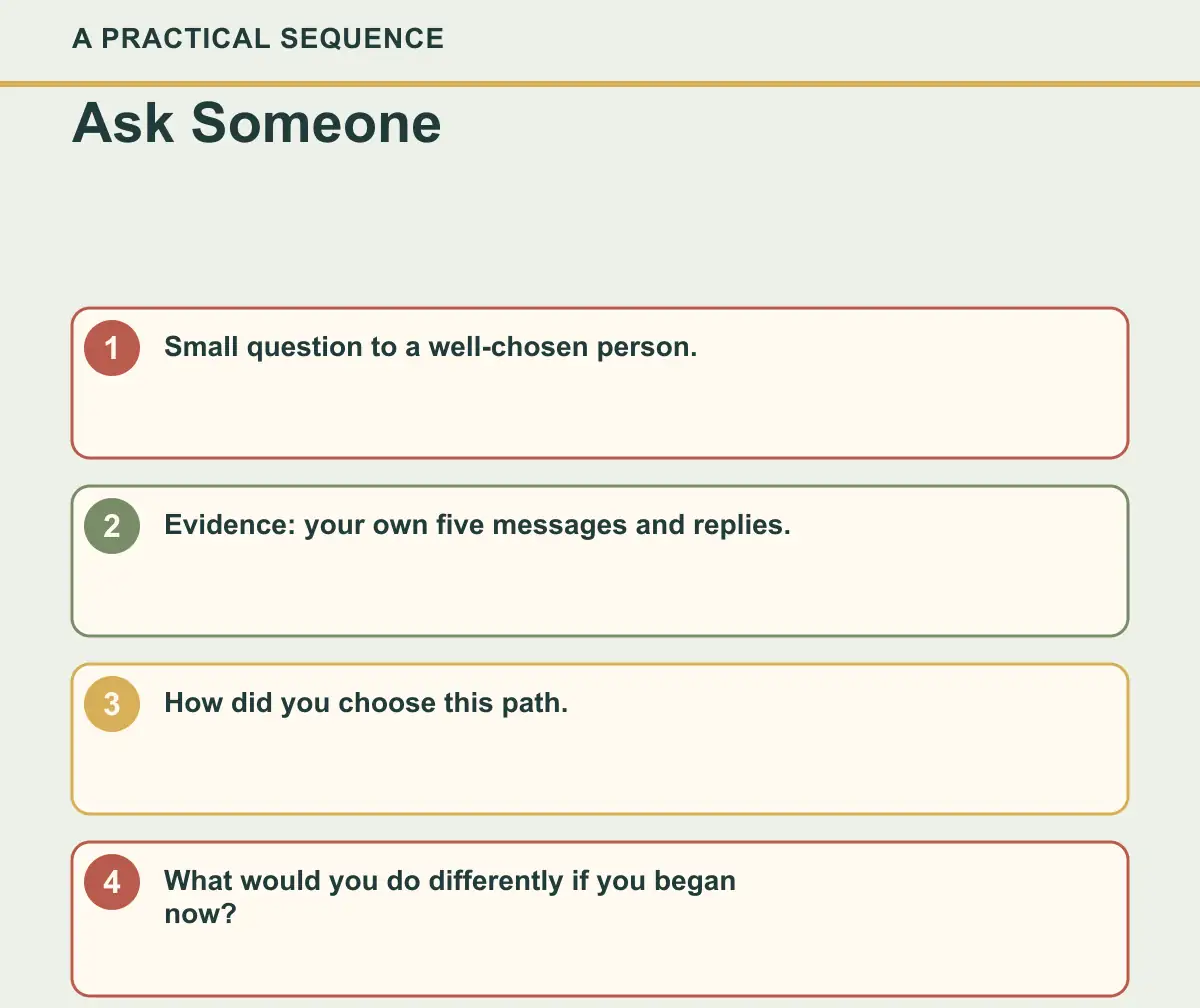 A PRACTICAL SEQUENCE
Ask Someone
1
Small question to a well-chosen person.
2
Evidence: your own five messages and replies.
3
How did you choose this path.
4
What would you do differently if you began
now?